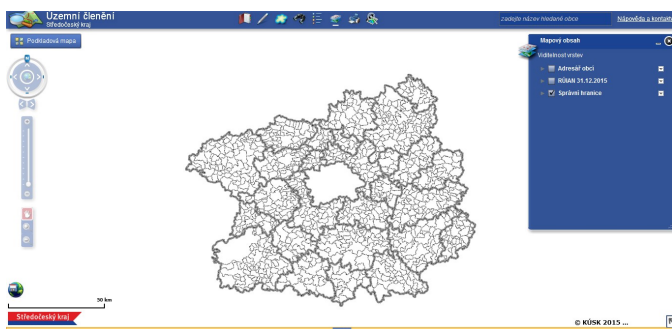 Územní členění
Středočeský kraj
zadejte název hledané obce
Nápověda a kontakt
Podkladová mapa
Mapový obsah
Viditelnost vrstev
Adresář obcí
RÚIAN 31.12.2015
Správní hranice
30 km
Středočeský kraj
© KÚSK 2015 ...